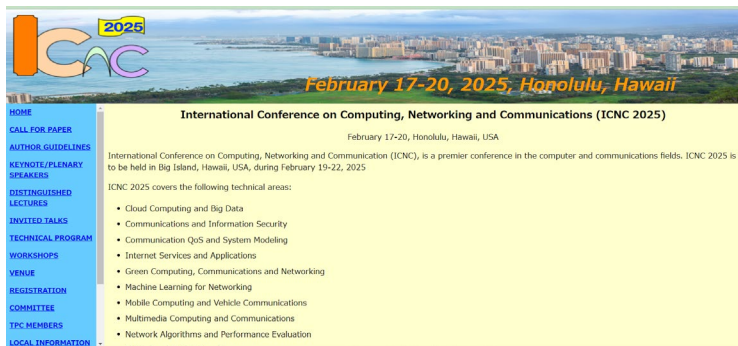 2025
ICNC
February 17-20, 2025, Honolulu, Hawaii
HOME
CALL FOR PAPER
AUTHOR GUIDELINES
KEYNOTE/PLENARY
SPEAKERS
DISTINGUISHED
LECTURES
INVITED TALKS
TECHNICAL PROGRAM
WORKSHOPS
VENUE
REGISTRATION
COMMITTEE
TPC MEMBERS
LOCAL INFORMATION
International Conference on Computing, Networking and Communications (ICNC 2025)
February 17-20, Honolulu, Hawaii, USA
International Conference on Computing, Networking and Communication (ICNC), is a premier conference in the computer and communications fields. ICNC 2025 is
to be held in Big Island, Hawaii, USA, during February 19-22, 2025
ICNC 2025 covers the following technical areas:
• Cloud Computing and Big Data
• Communications and Information Security
• Communication QoS and System Modeling
• Internet Services and Applications
• Green Computing, Communications and Networking
• Machine Learning for Networking
• Mobile Computing and Vehicle Communications
• Multimedia Computing and Communications
• Network Algorithms and Performance Evaluation